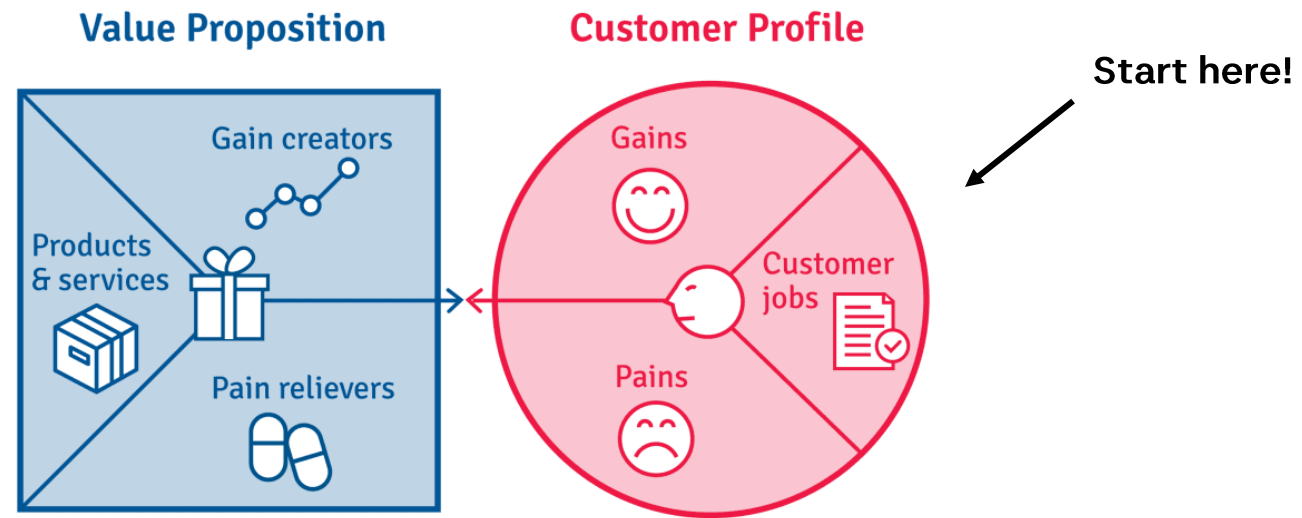 Value Proposition
Customer Profile
Start here!
Gain creators
Products
& services
Pain relievers
Gains
Customer
jobs
Pains